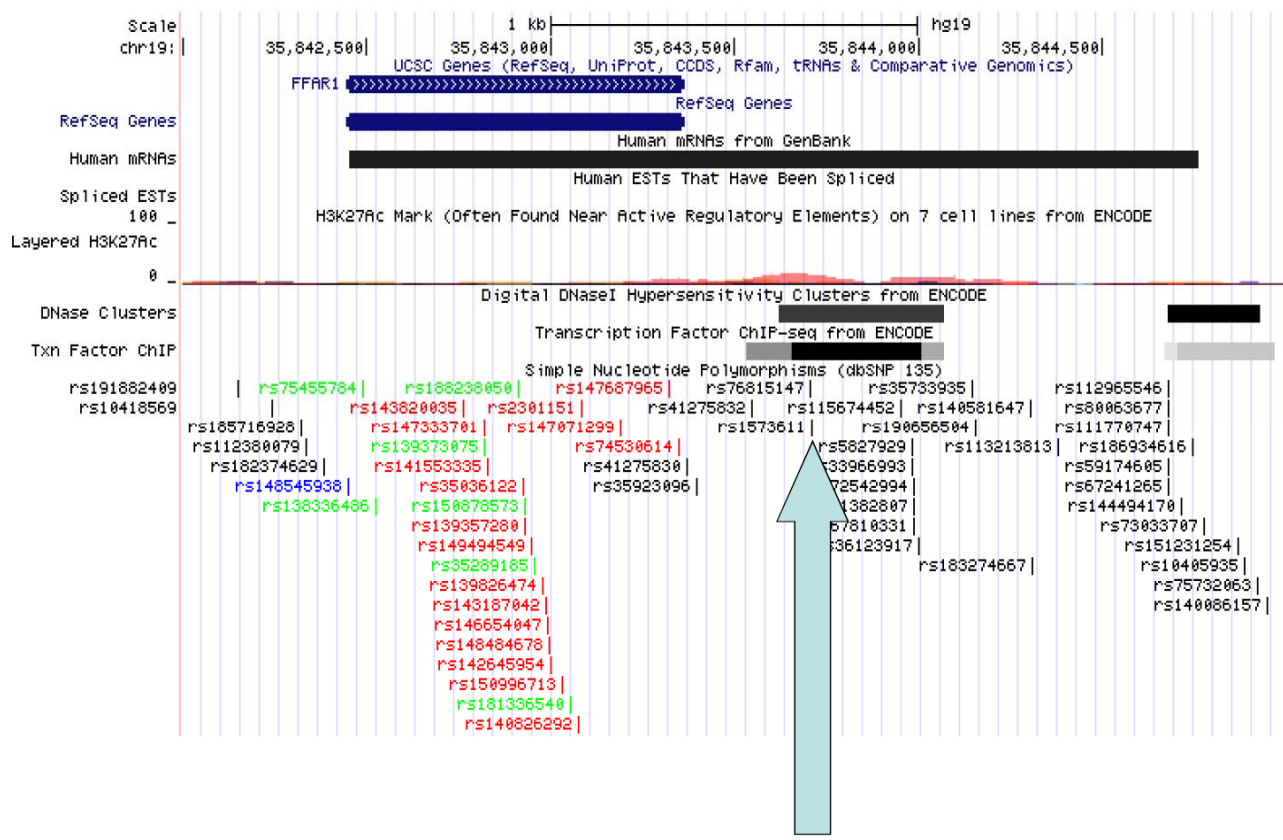 Scale 1 kb hg19
chr19: 35,842,500 35,843,000 35,843,500 35,844,000 35,844,500
UCSC Genes (RefSeq, UniProt, CCDS, Rfam, tRNAs & Comparative Genomics)
FFAR1
RefSeq Genes
RefSeq Genes
Human mRNAs from GenBank
Human mRNAs
Human ESTs That Have Been Spliced
Spliced ESTs
100 H3K27Ac Mark (Often Found Near Active Regulatory Elements) on 7 cell lines from ENCODE
Layered H3K27Ac
0
Digital DNaseI Hypersensitivity Clusters from ENCODE
DNase Clusters
Transcription Factor ChIP-seq from ENCODE
Txn Factor ChIP
Simple Nucleotide Polymorphisms (dbSNP 135)
rs191882409 rs75455784 rs188238050 rs147687965 rs76815147 rs35733935 rs112965546
rs10418569 rs143820035 rs2301151 rs41275832 rs115674452 rs140581647 rs80063677
rs185716928 rs147333701 rs147071299 rs1573611 rs190656504 rs111770747
rs112380079 rs139373075 rs74530614 rs5827929 rs113213813 rs186934616
rs182374629 rs141553335 rs41275830 33966993 rs59174605
rs148545938 rs35036122 rs35923096 72542994 rs67241265
rs138336486 rs150878573 1382807 rs144494170
rs139357280 57810331 rs73033707
rs149494549 rs36123917 rs151231254
rs35289185 rs183274667 rs10405935
rs139826474 rs75732063
rs143187042 rs140086157
rs146654047
rs148484678
rs142645954
rs150996713
rs181336540
rs140826292